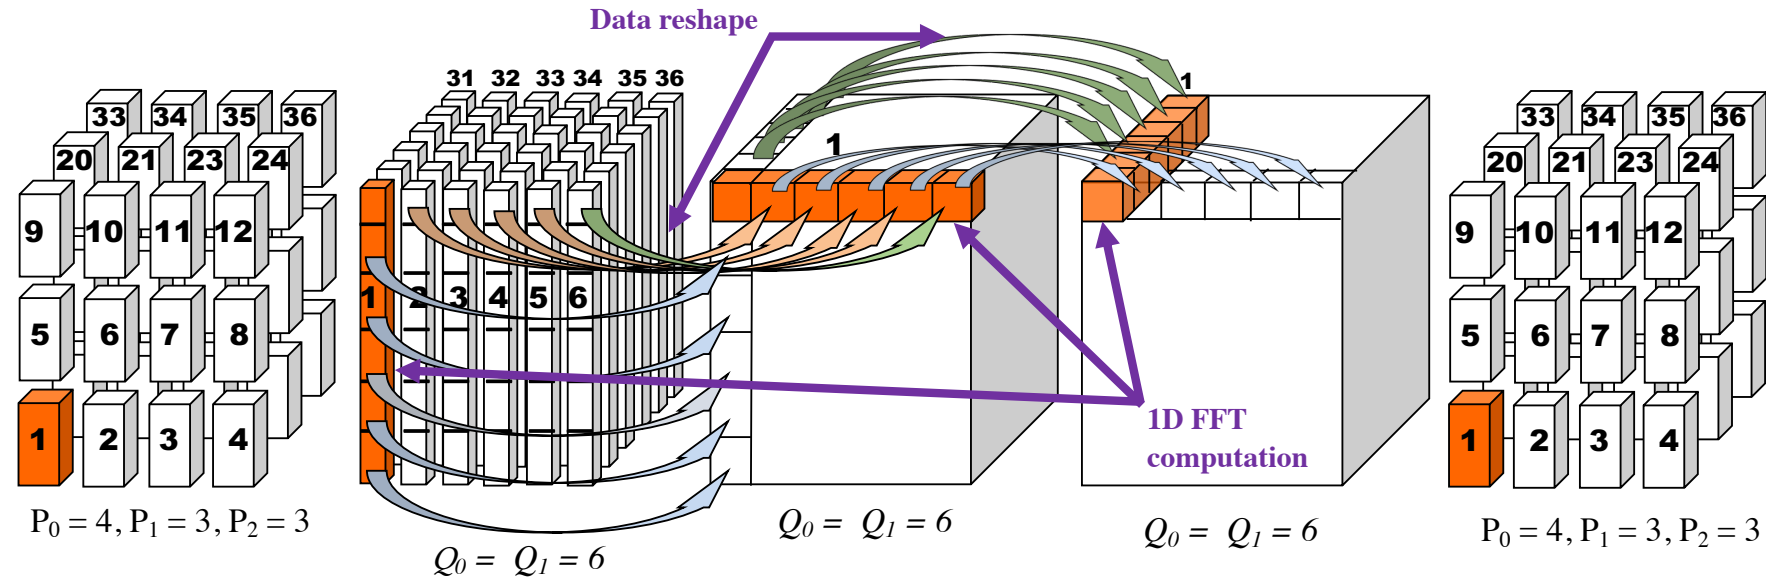 Data reshape
31 32 33 34 35 36
1
33 34 35 36
20 21 23 24
9 10 11 12
5 6 7 8
1 2 3 4
P₀ = 4, P₁ = 3, P₂ = 3
1 2 3 4 5 6
Q₀ = Q₁ = 6
1
Q₀ = Q₁ = 6
1D FFT
computation
Q₀ = Q₁ = 6
33 34 35 36
20 21 23 24
9 10 11 12
5 6 7 8
1 2 3 4
P₀ = 4, P₁ = 3, P₂ = 3